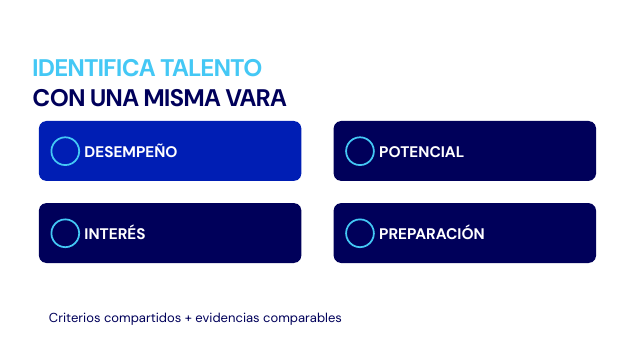 IDENTIFICA TALENTO
CON UNA MISMA VARA
DESEMPEÑO
POTENCIAL
INTERÉS
PREPARACIÓN
Criterios compartidos + evidencias comparables